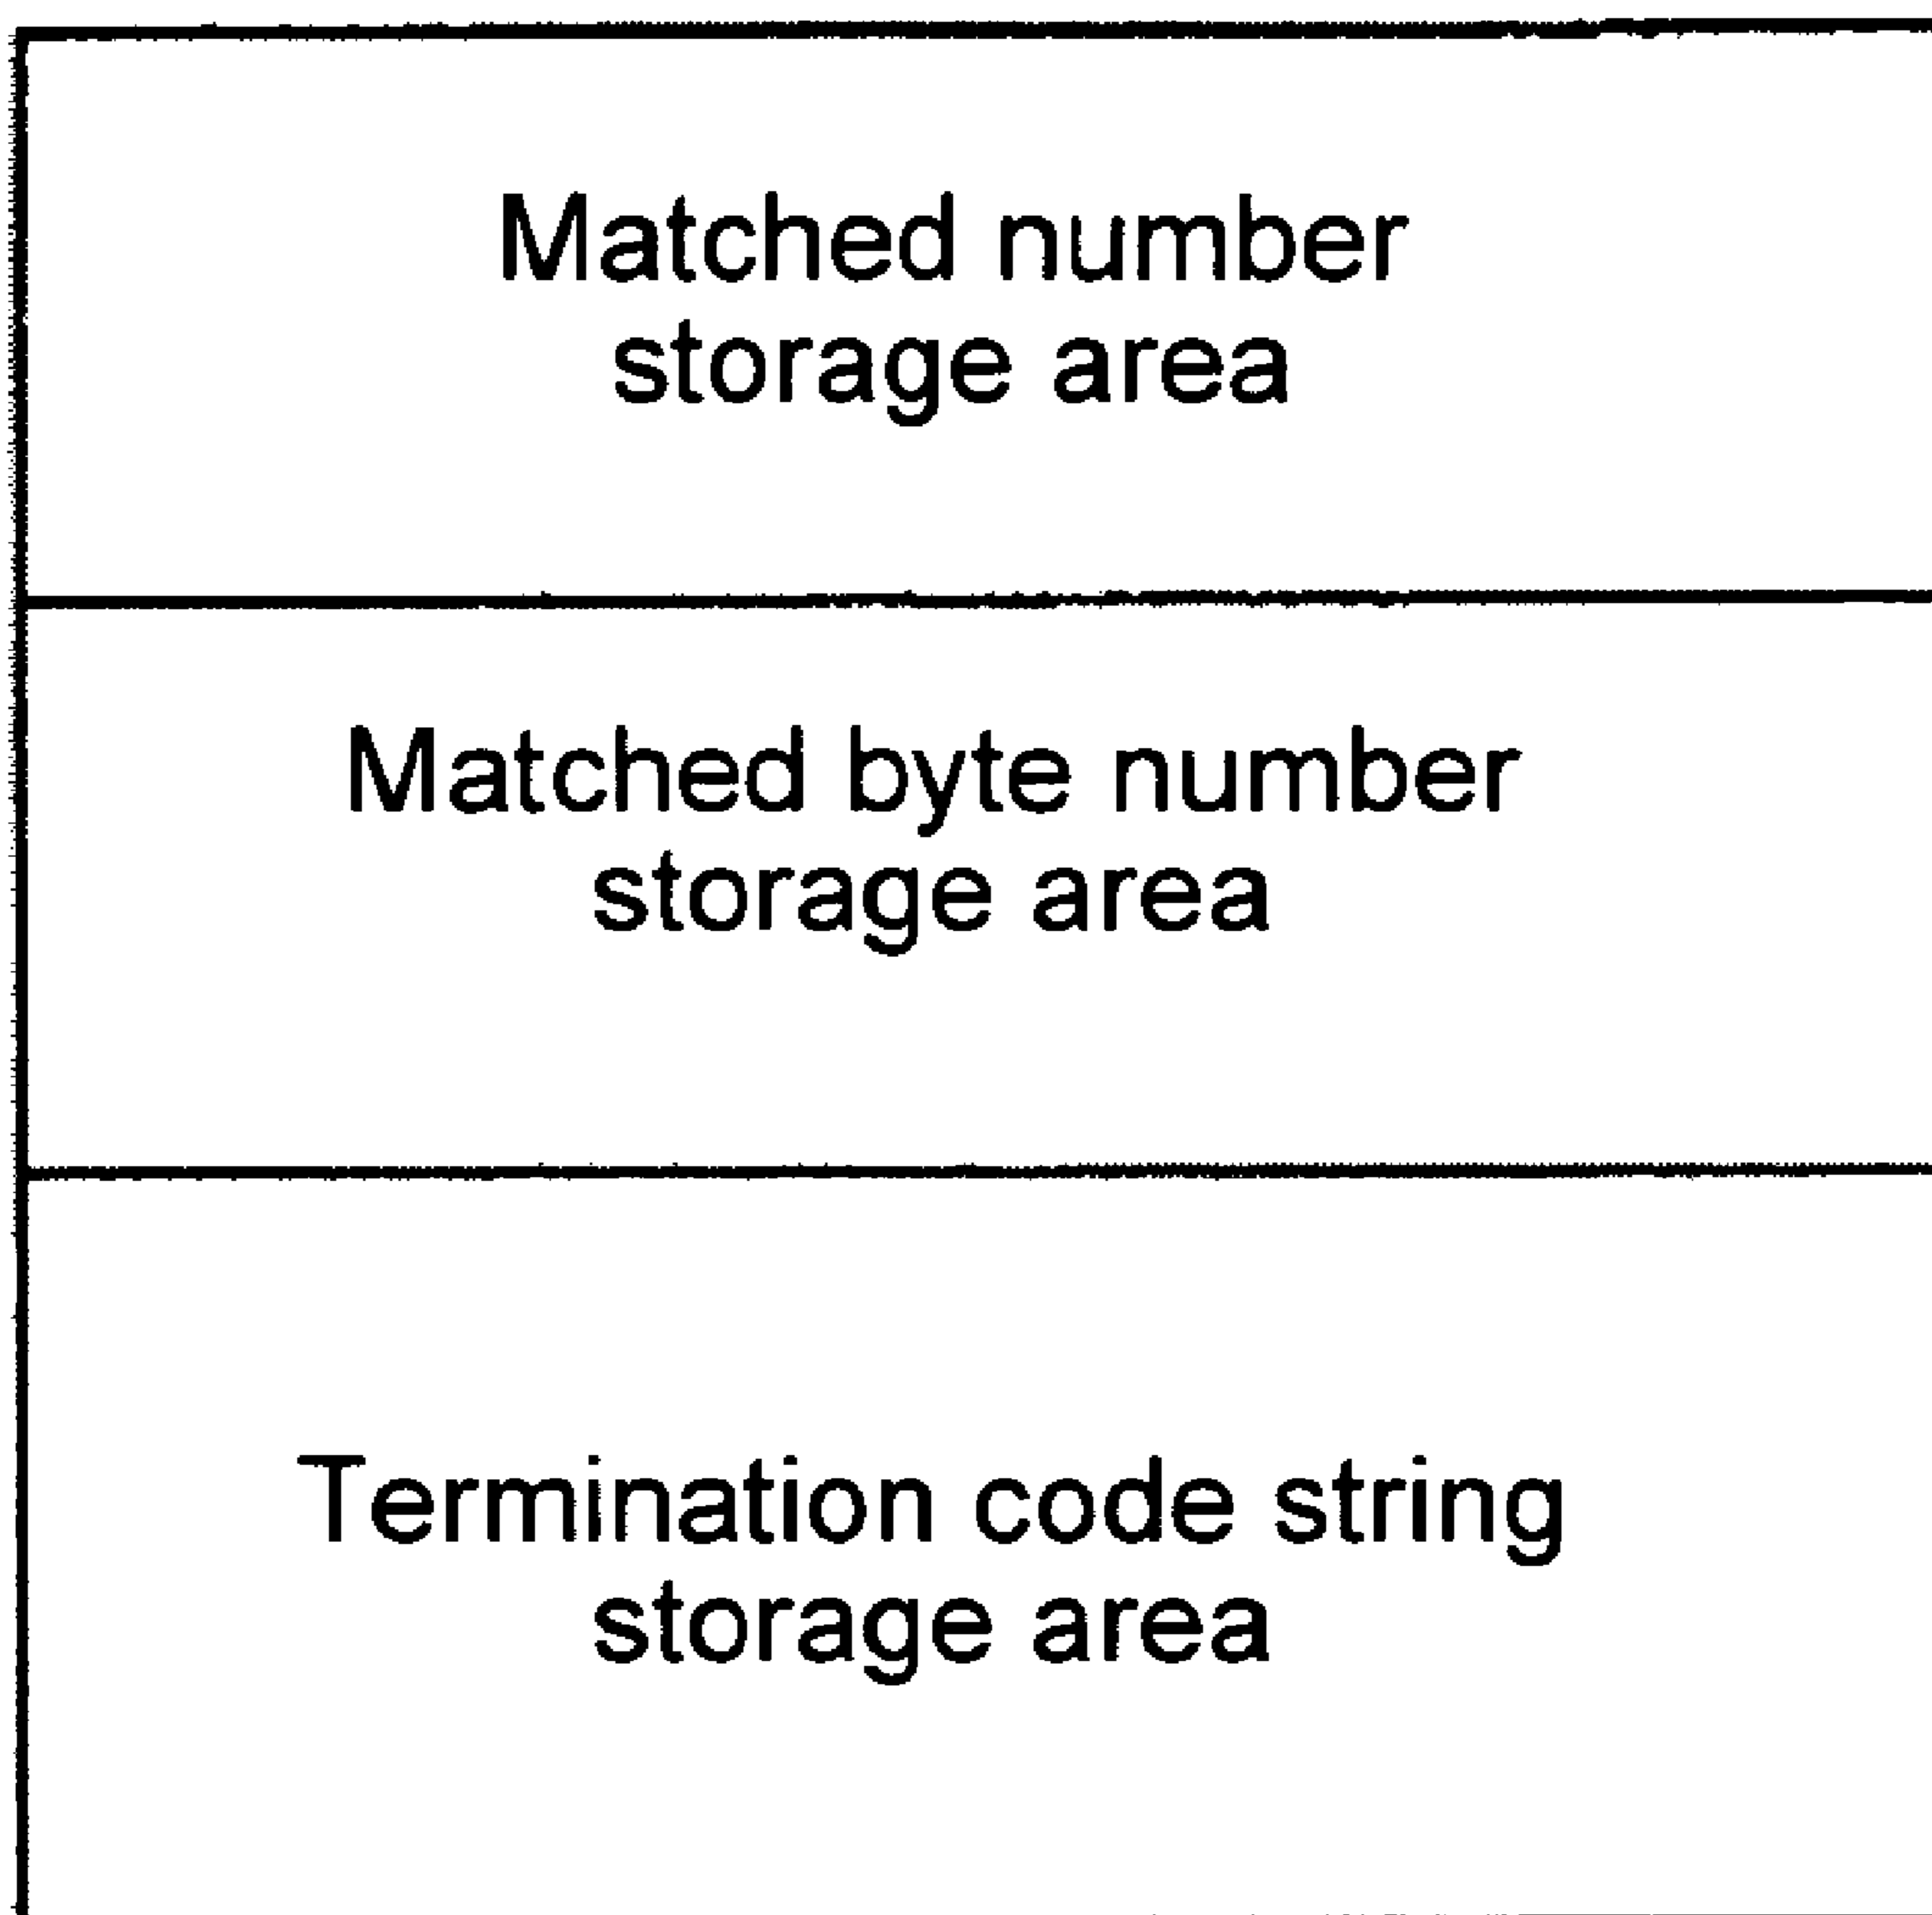 Matched number
storage area
Matched byte number
storage area
Termination code string
storage area